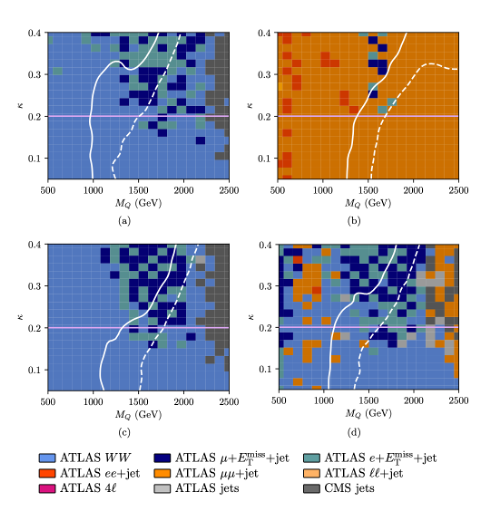 0.4
0.3
0.2
0.1
κ
500 1000 1500 2000 2500
M_Q (GeV)
(a)
0.4
0.3
0.2
0.1
κ
500 1000 1500 2000 2500
M_Q (GeV)
(b)
0.4
0.3
0.2
0.1
κ
500 1000 1500 2000 2500
M_Q (GeV)
(c)
0.4
0.3
0.2
0.1
κ
500 1000 1500 2000 2500
M_Q (GeV)
(d)
ATLAS WW ATLAS μ+E_T^miss+jet ATLAS e+E_T^miss+jet
ATLAS ee+jet ATLAS μμ+jet ATLAS ℓℓ+jet
ATLAS 4ℓ ATLAS jets CMS jets